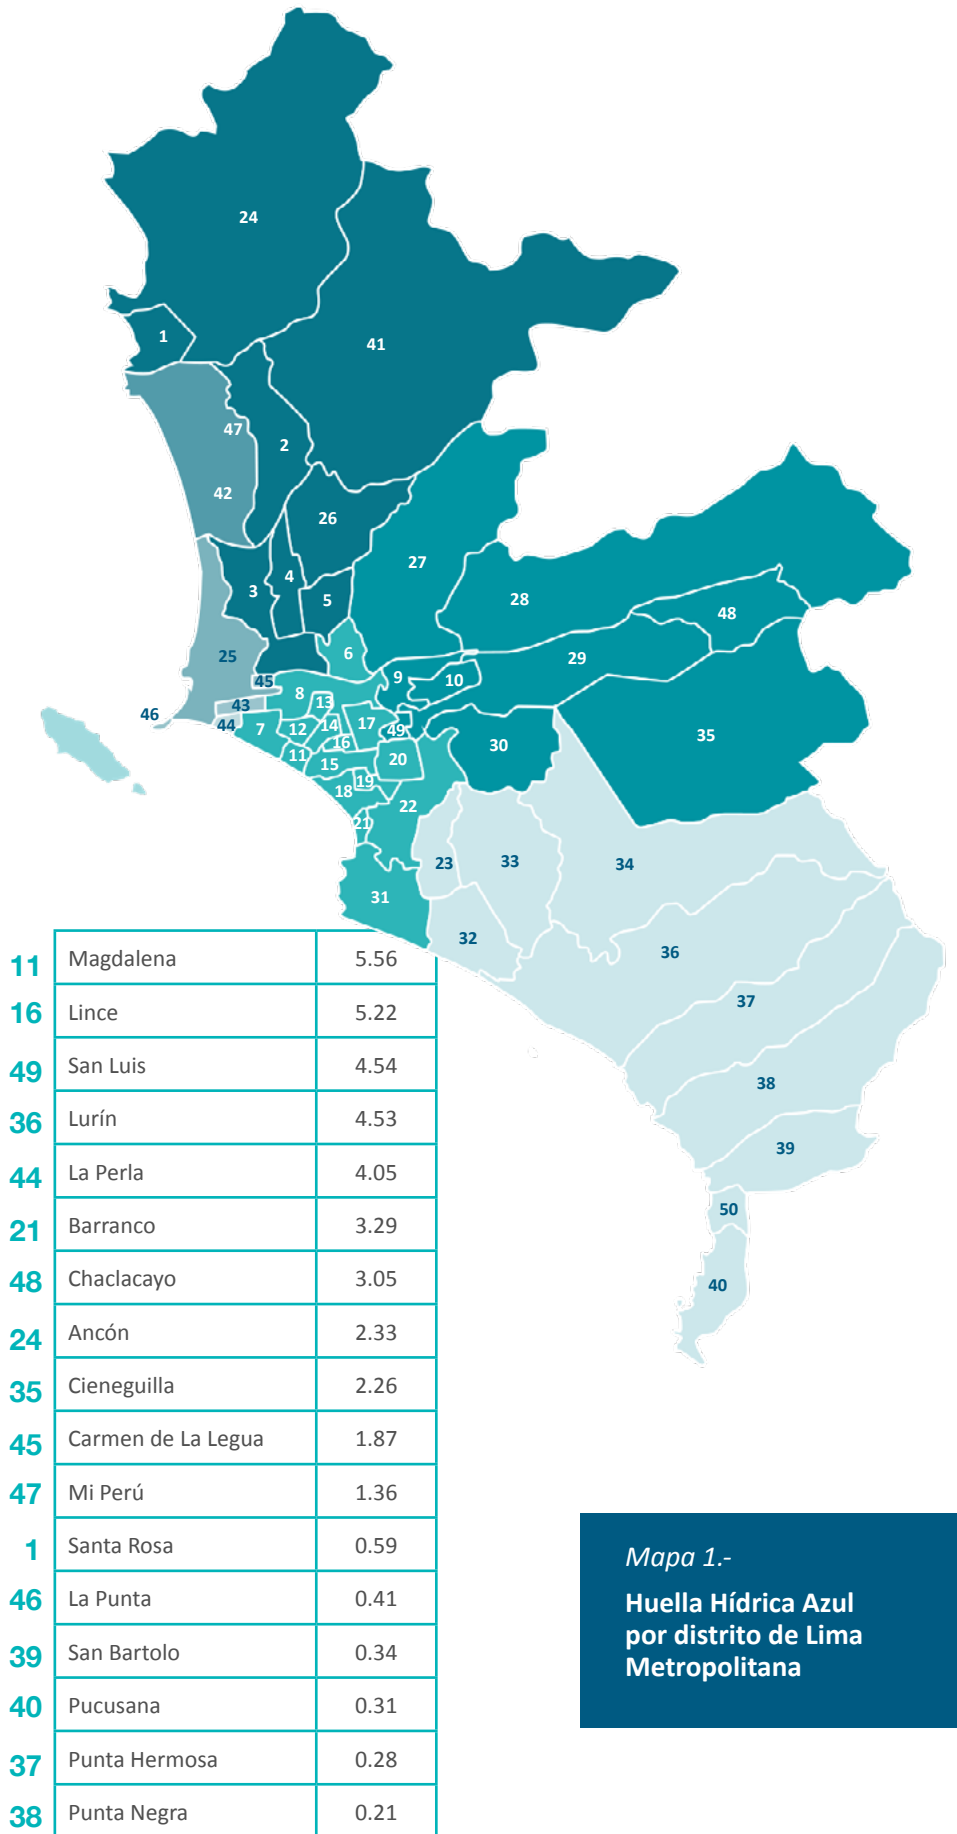 24
1
41
47
2
42
26
27
4
3
5
28
48
6
29
25
45
9
10
8
13
43
46
44
7
12
14
17
49
35
16
30
11
15
20
19
18
22
21
23
33
34
31
32
36
37
38
39
50
40
11 Magdalena 5.56
16 Lince 5.22
49 San Luis 4.54
36 Lurín 4.53
44 La Perla 4.05
21 Barranco 3.29
48 Chaclacayo 3.05
24 Ancón 2.33
35 Cieneguilla 2.26
45 Carmen de La Legua 1.87
47 Mi Perú 1.36
1 Santa Rosa 0.59
46 La Punta 0.41
39 San Bartolo 0.34
40 Pucusana 0.31
37 Punta Hermosa 0.28
38 Punta Negra 0.21
Mapa 1.-
Huella Hídrica Azul
por distrito de Lima
Metropolitana